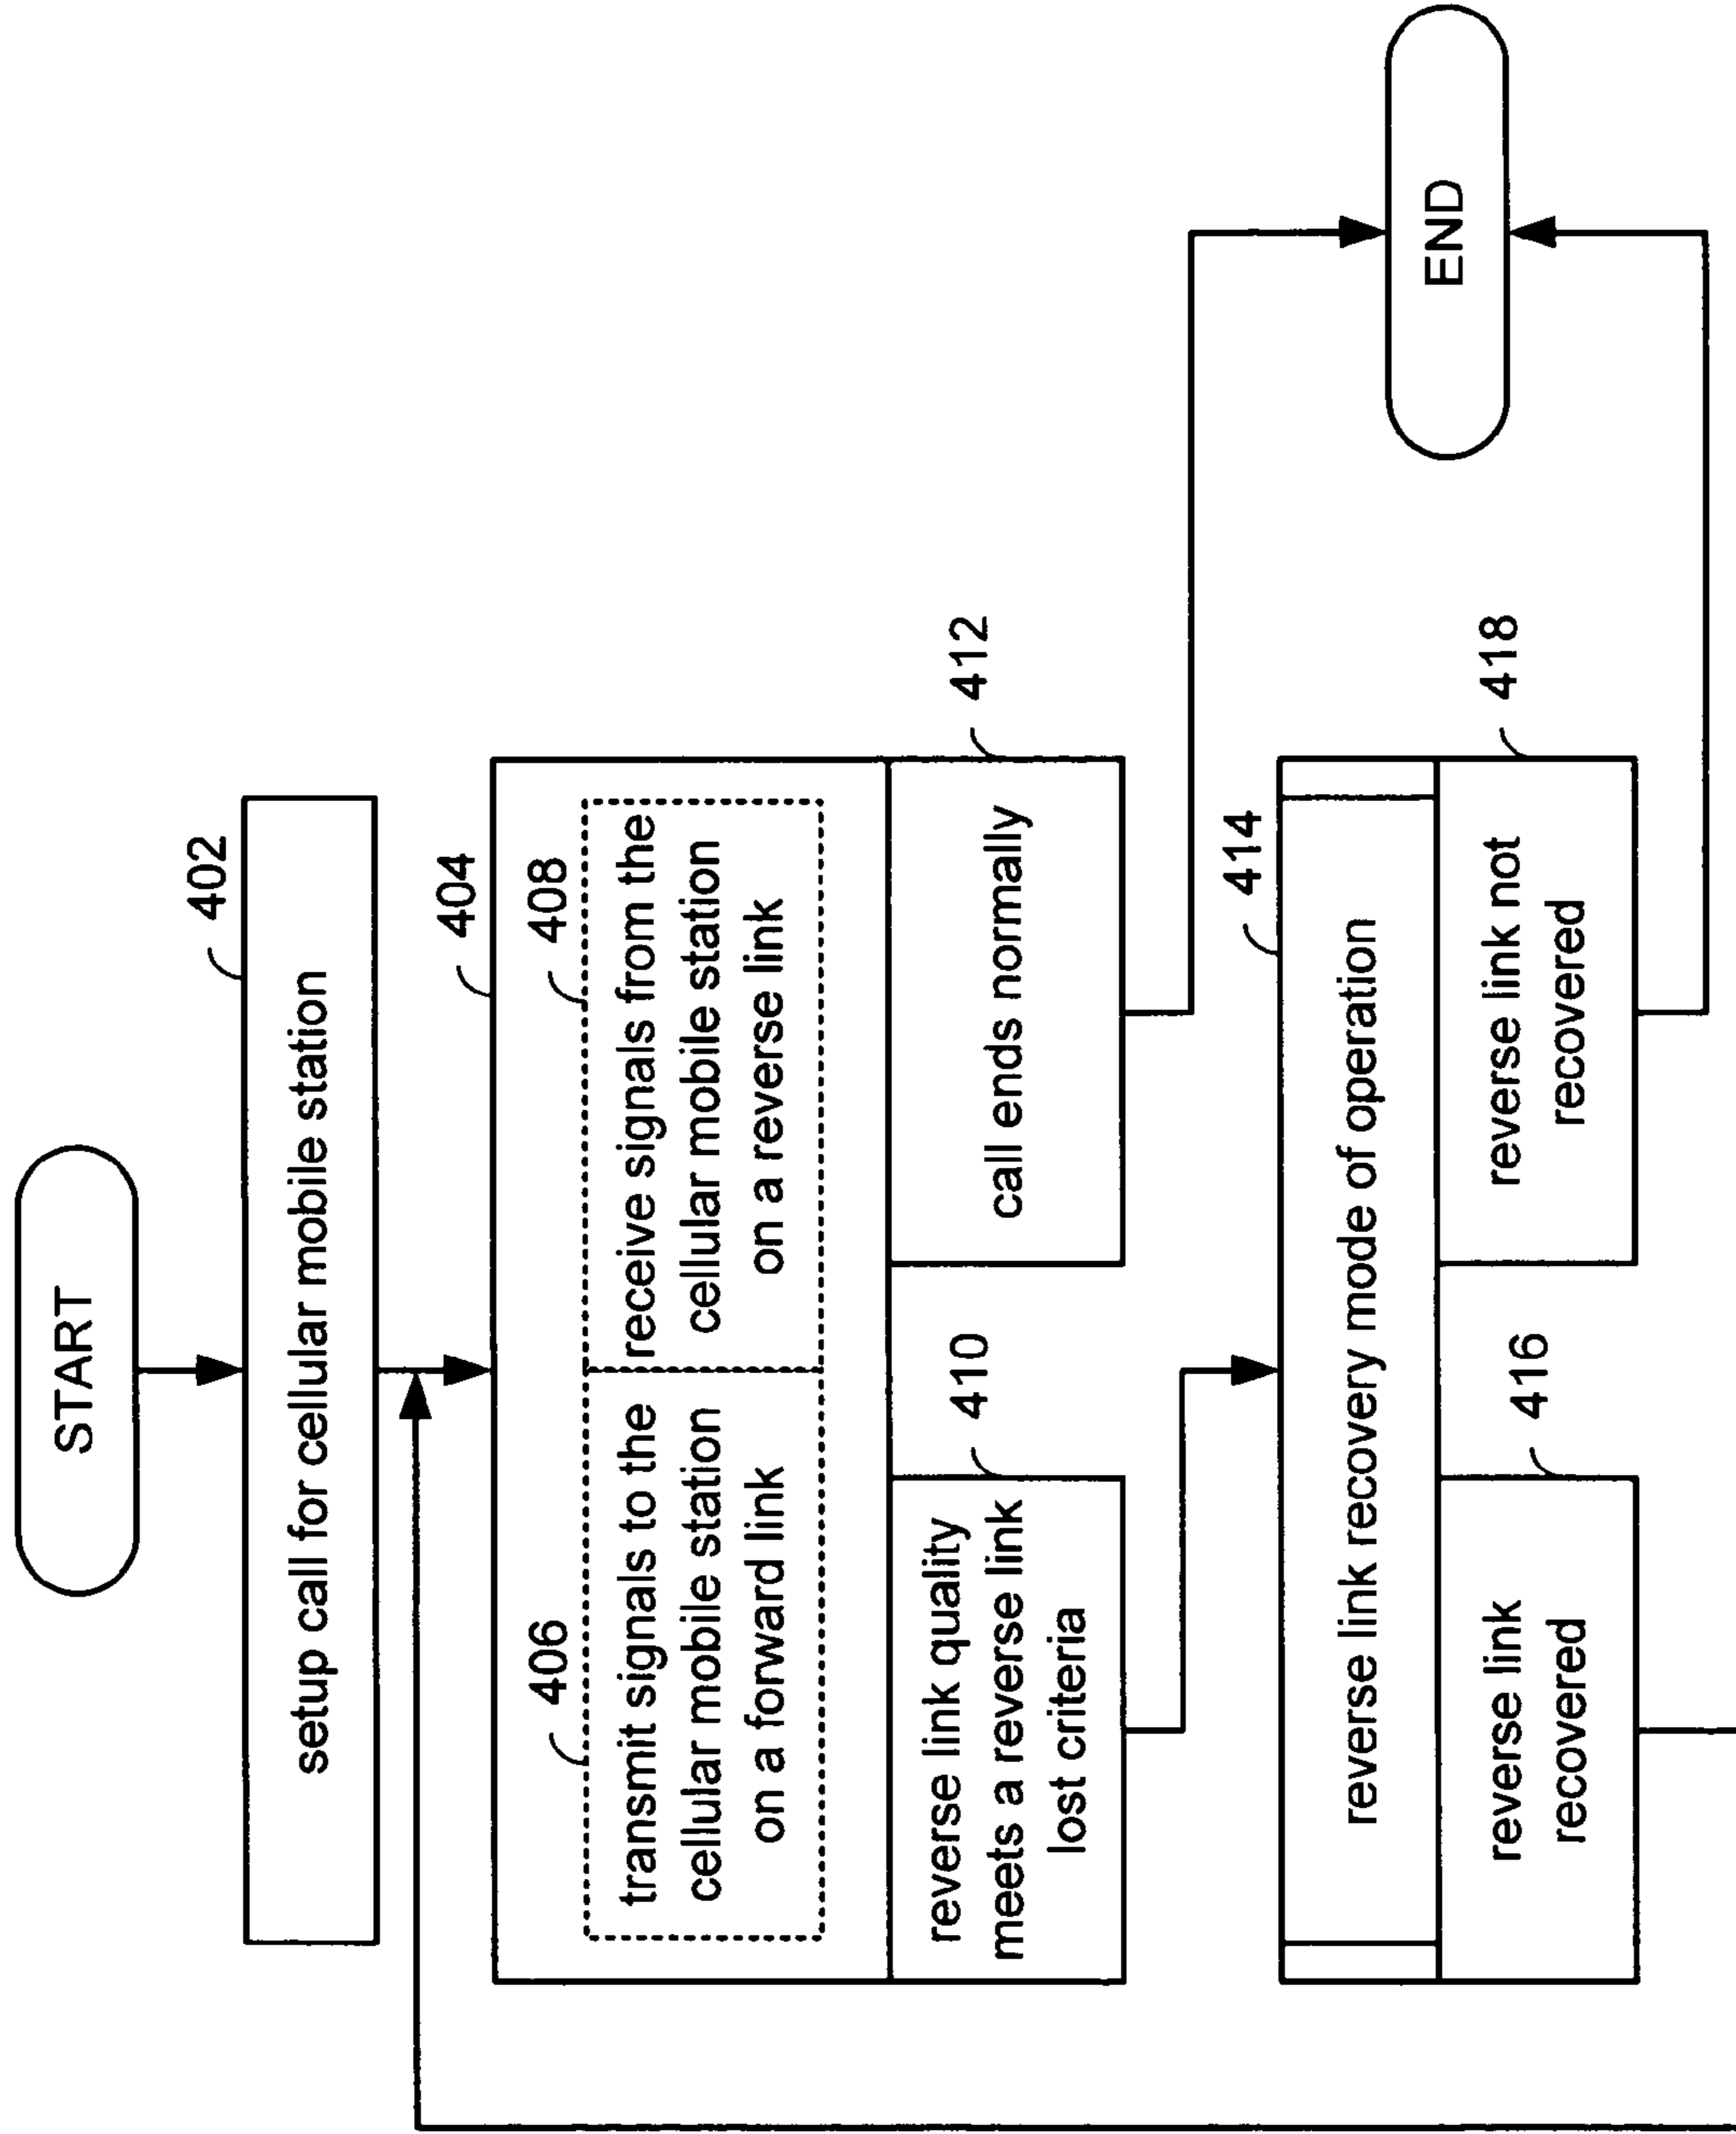 START
402
setup call for cellular mobile station
404
406
transmit signals to the
cellular mobile station
on a forward link
408
receive signals from the
cellular mobile station
on a reverse link
410
reverse link quality
meets a reverse link
lost criteria
412
call ends normally
414
reverse link recovery mode of operation
416
reverse link
recovered
418
reverse link not
recovered
END